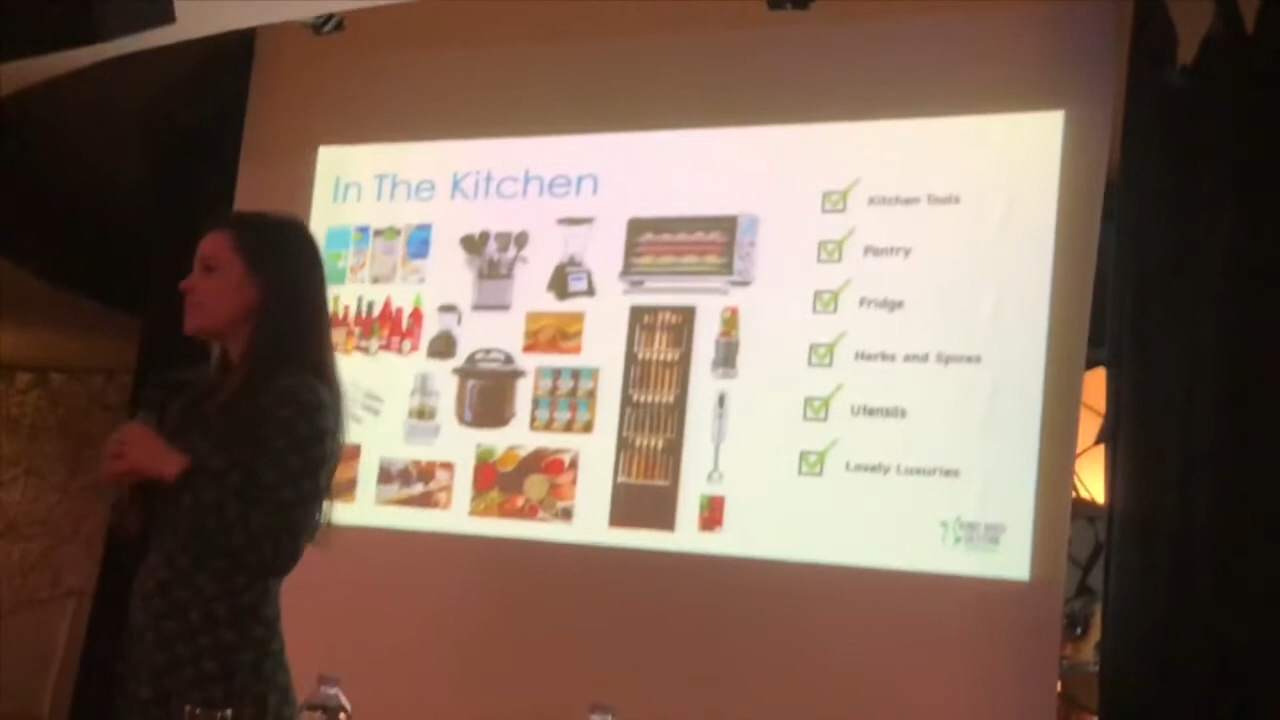 In The Kitchen
Kitchen Tools
Pantry
Fridge
Herbs and Spices
Utensils
Lovely Luxuries